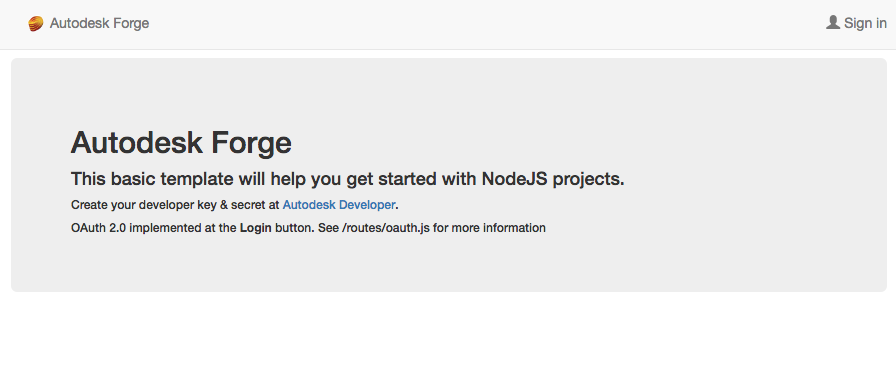 Autodesk Forge
Sign in
Autodesk Forge
This basic template will help you get started with NodeJS projects.
Create your developer key & secret at Autodesk Developer.
OAuth 2.0 implemented at the Login button. See /routes/oauth.js for more information